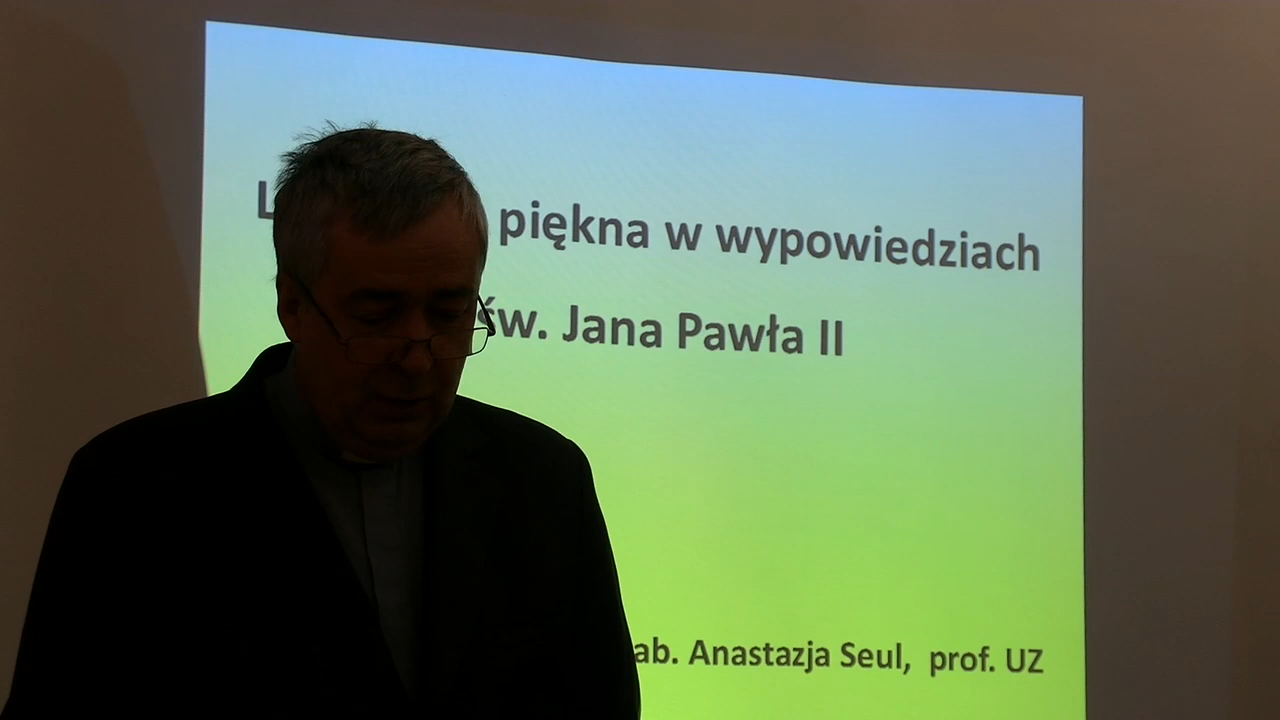 piękna w wypowiedziach
św. Jana Pawła II
ab. Anastazja Seul, prof. UZ